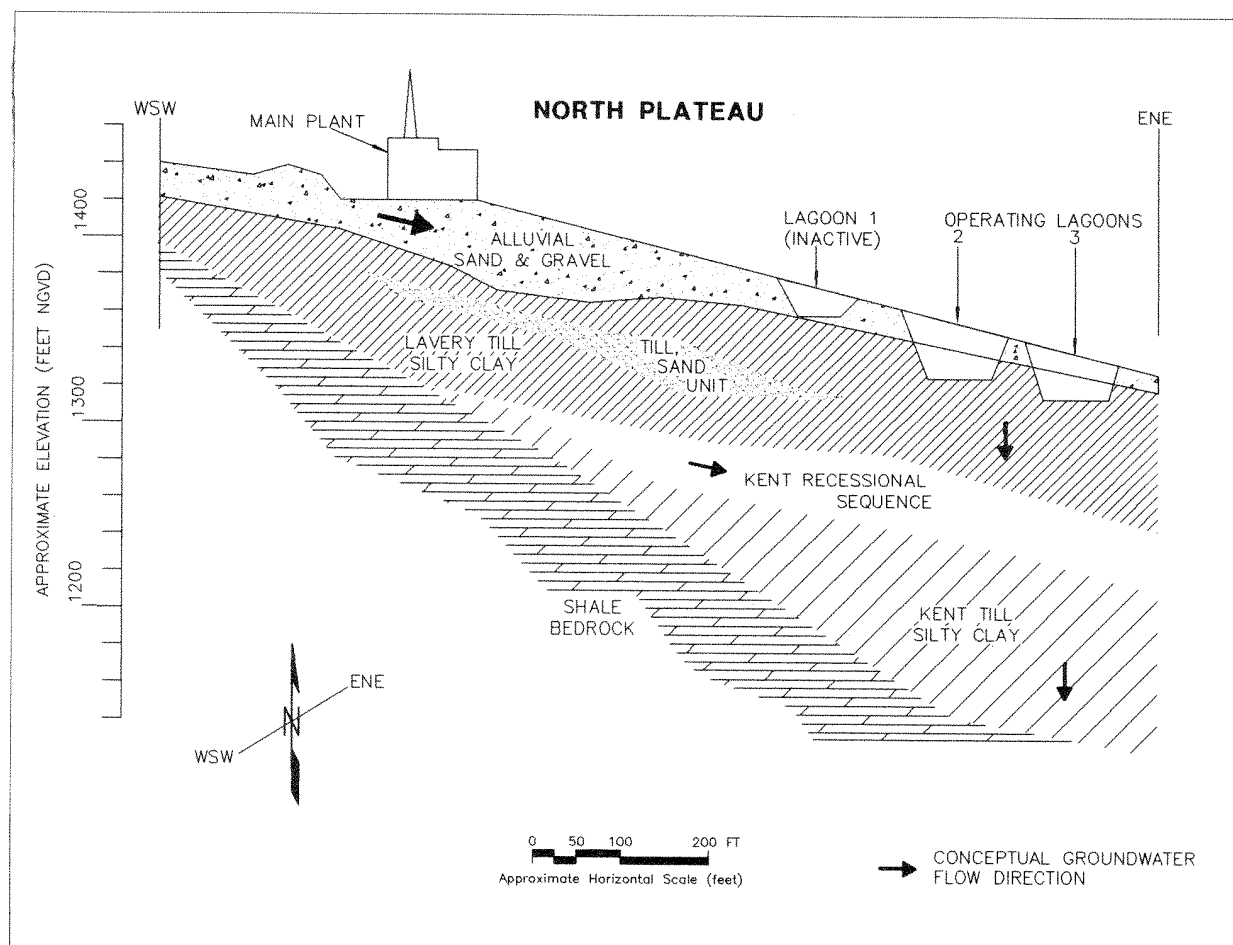 NORTH PLATEAU
WSW
MAIN PLANT
ENE
LAGOON 1
(INACTIVE)
OPERATING LAGOONS
2
3
1400
1300
1200
APPROXIMATE ELEVATION (FEET NGVD)
ALLUVIAL
SAND & GRAVEL
LAVERY TILL
SILTY CLAY
TILL,
SAND
UNIT
KENT RECESSIONAL
SEQUENCE
SHALE
BEDROCK
KENT TILL
SILTY CLAY
ENE
N
WSW
0 50 100 200 FT
Approximate Horizontal Scale (feet)
CONCEPTUAL GROUNDWATER
FLOW DIRECTION